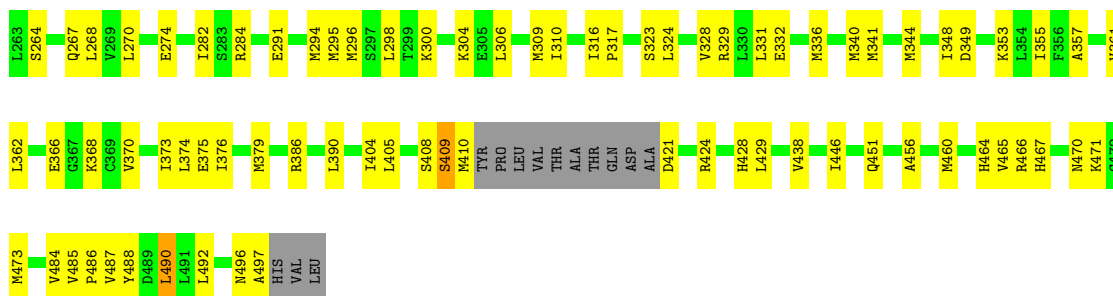 L263 S264 Q267 L268 V269 L270 E274 I282 S283 R284 E291 M294 M295 M296 S297 L298 T299 K300 K304 E305 L306 M309 I310 I316 P317 S323 L324 V328 R329 L330 L331 E332 M336 M340 M341 M344 I348 D349 K353 L354 I355 F356 A357
L362 E366 G367 K368 C369 V370 I373 L374 E375 I376 M379 R386 L390 I404 L405 S408 S409 M410 TYR PRO LEU VAL THR ALA THR GLN ASP ALA D421 R424 H428 L429 V438 I446 Q451 A456 M460 H464 V465 R466 H467 N470 K471
M473 V484 V485 P486 V487 Y488 D489 L490 L491 L492 N496 A497 HIS VAL LEU